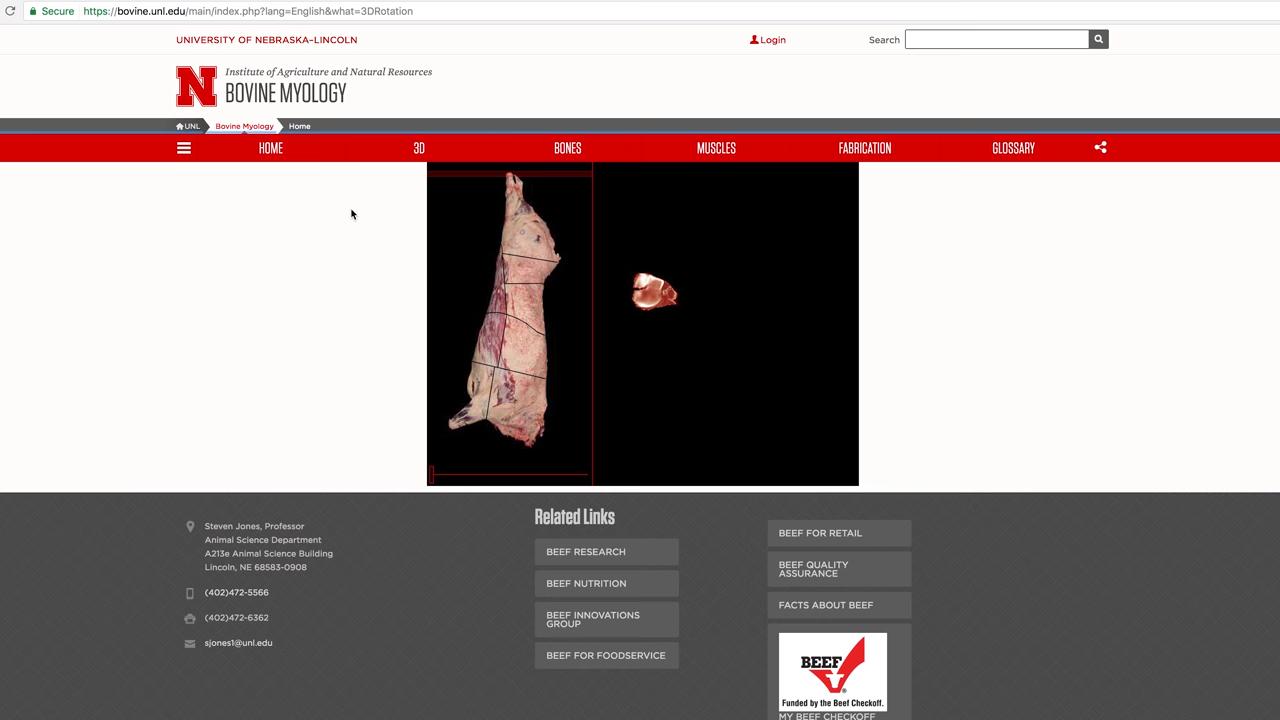 Secure https://bovine.unl.edu/main/index.php?lang=English&what=3DRotation
UNIVERSITY OF NEBRASKA–LINCOLN
Login
Search
N
Institute of Agriculture and Natural Resources
BOVINE MYOLOGY
UNL Bovine Myology Home
HOME 3D BONES MUSCLES FABRICATION GLOSSARY
Steven Jones, Professor
Animal Science Department
A213e Animal Science Building
Lincoln, NE 68583-0908
(402)472-5566
(402)472-6362
sjones1@unl.edu
Related Links
BEEF RESEARCH
BEEF NUTRITION
BEEF INNOVATIONS
GROUP
BEEF FOR FOODSERVICE
BEEF FOR RETAIL
BEEF QUALITY
ASSURANCE
FACTS ABOUT BEEF
BEEF
Funded by the Beef Checkoff.
MY BEEF CHECKOFF